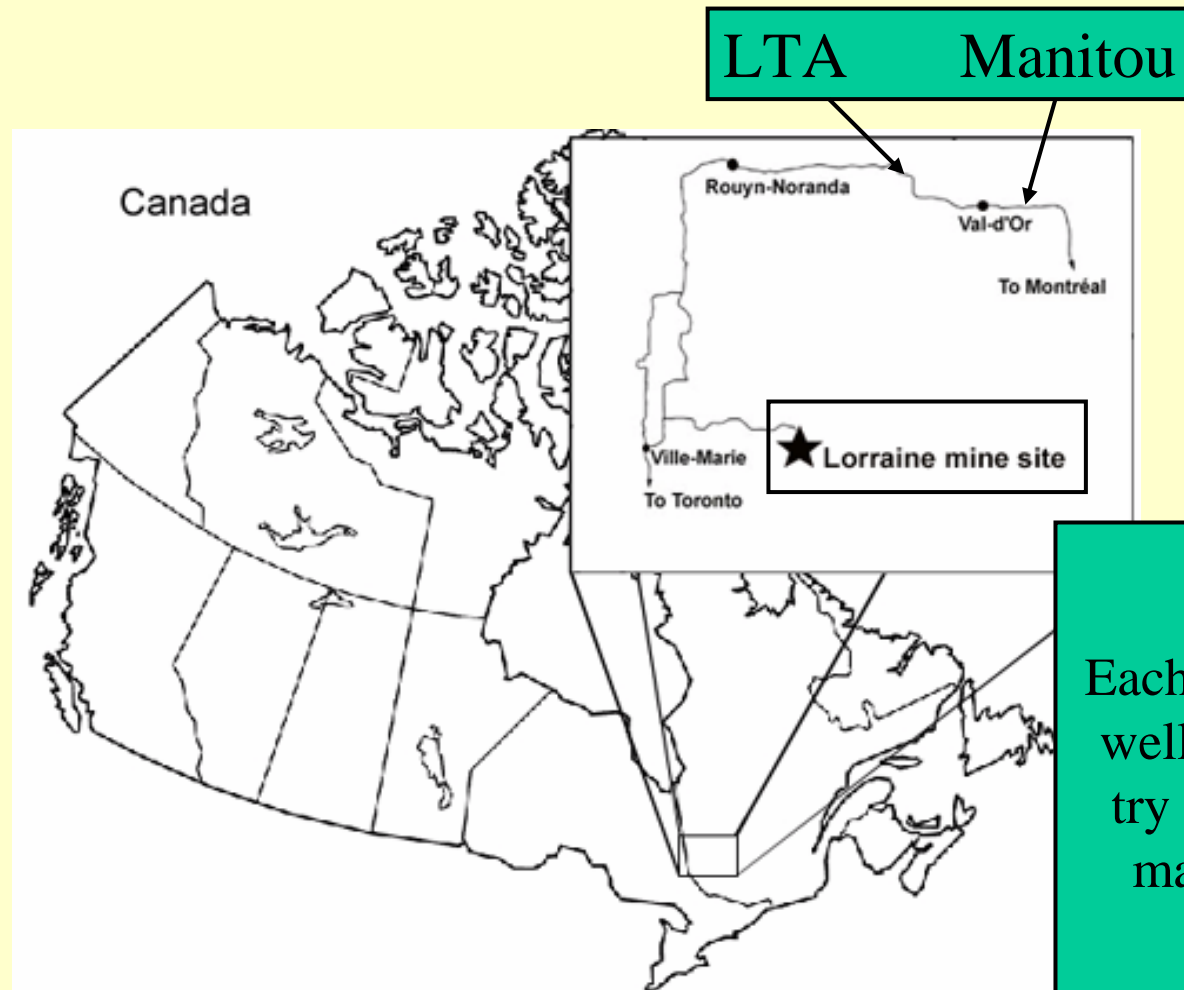 LTA Manitou
Canada
Rouyn-Noranda
Val-d'Or
To Montréal
Ville-Marie
Lorraine mine site
To Toronto
Each
well
try
ma